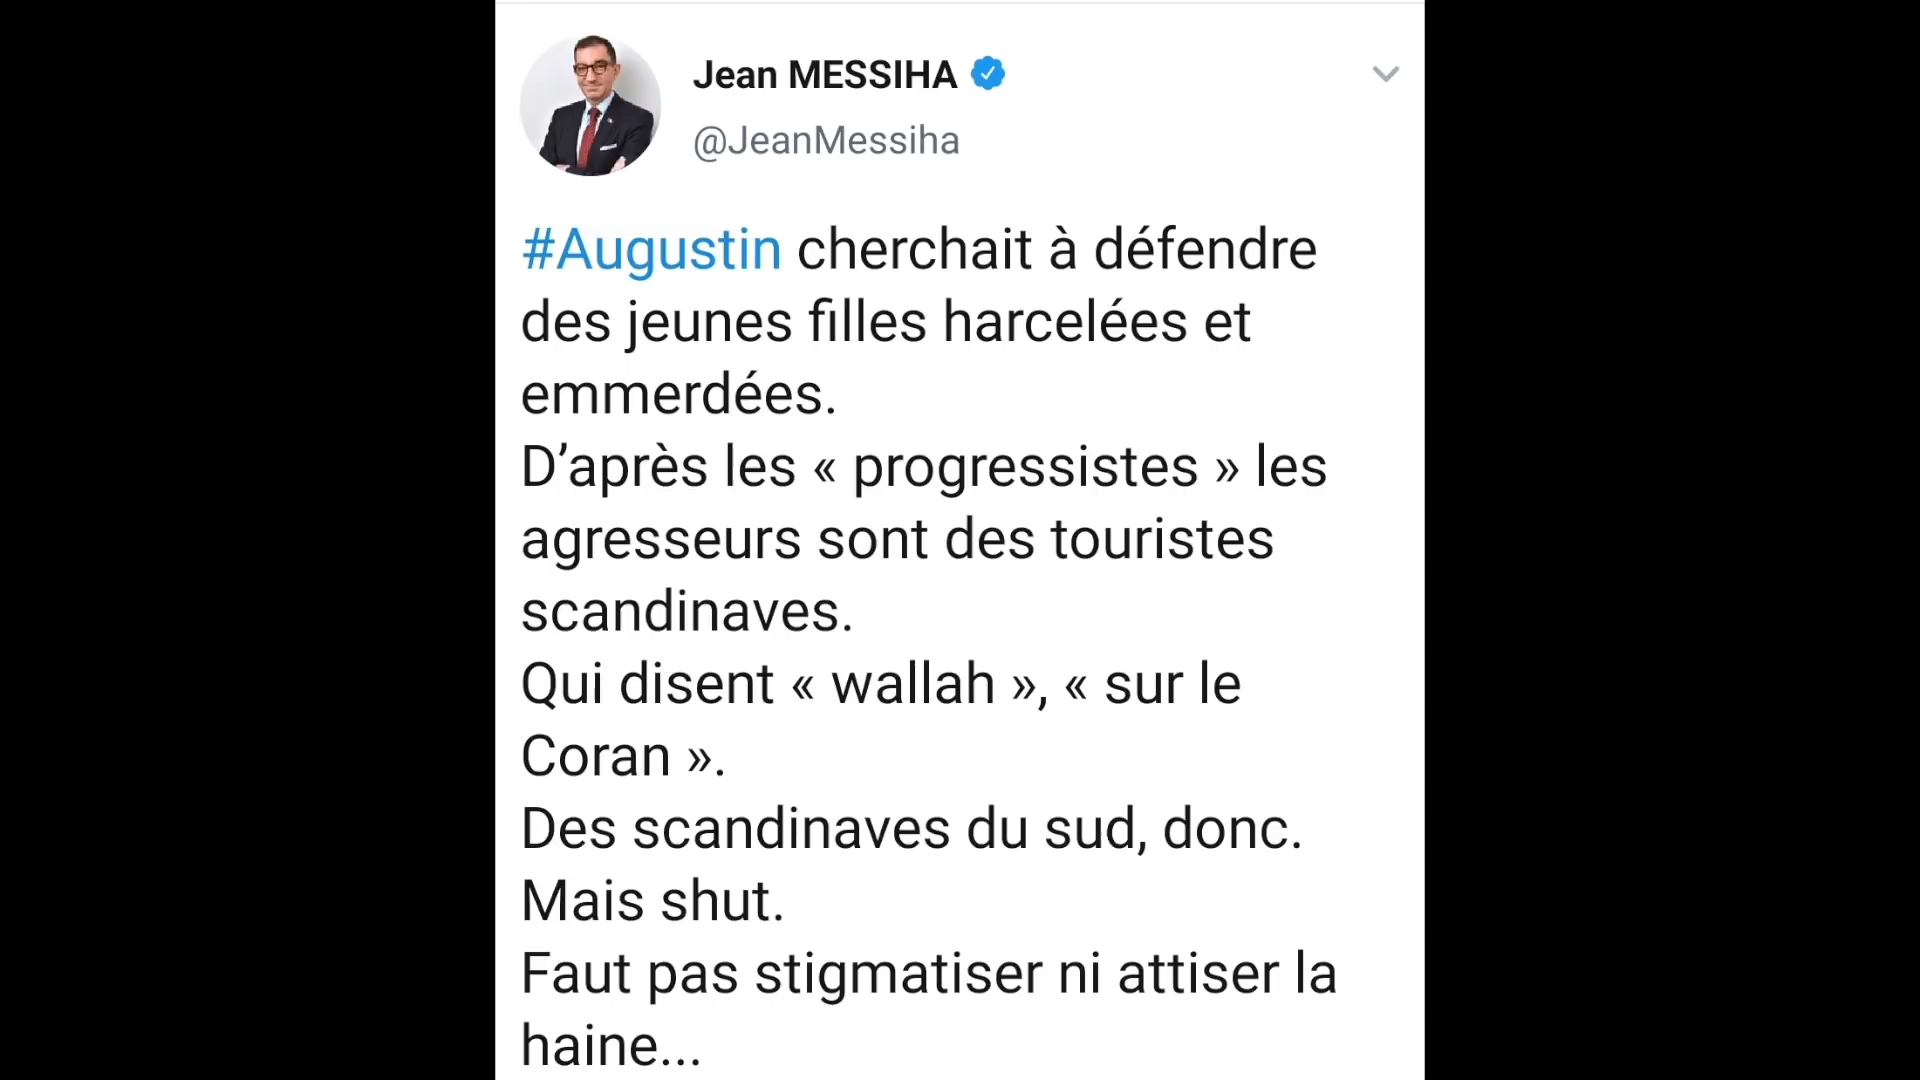 Jean MESSIHA
@JeanMessiha
#Augustin cherchait à défendre
des jeunes filles harcelées et
emmerdées.
D’après les « progressistes » les
agresseurs sont des touristes
scandinaves.
Qui disent « wallah », « sur le
Coran ».
Des scandinaves du sud, donc.
Mais shut.
Faut pas stigmatiser ni attiser la
haine...